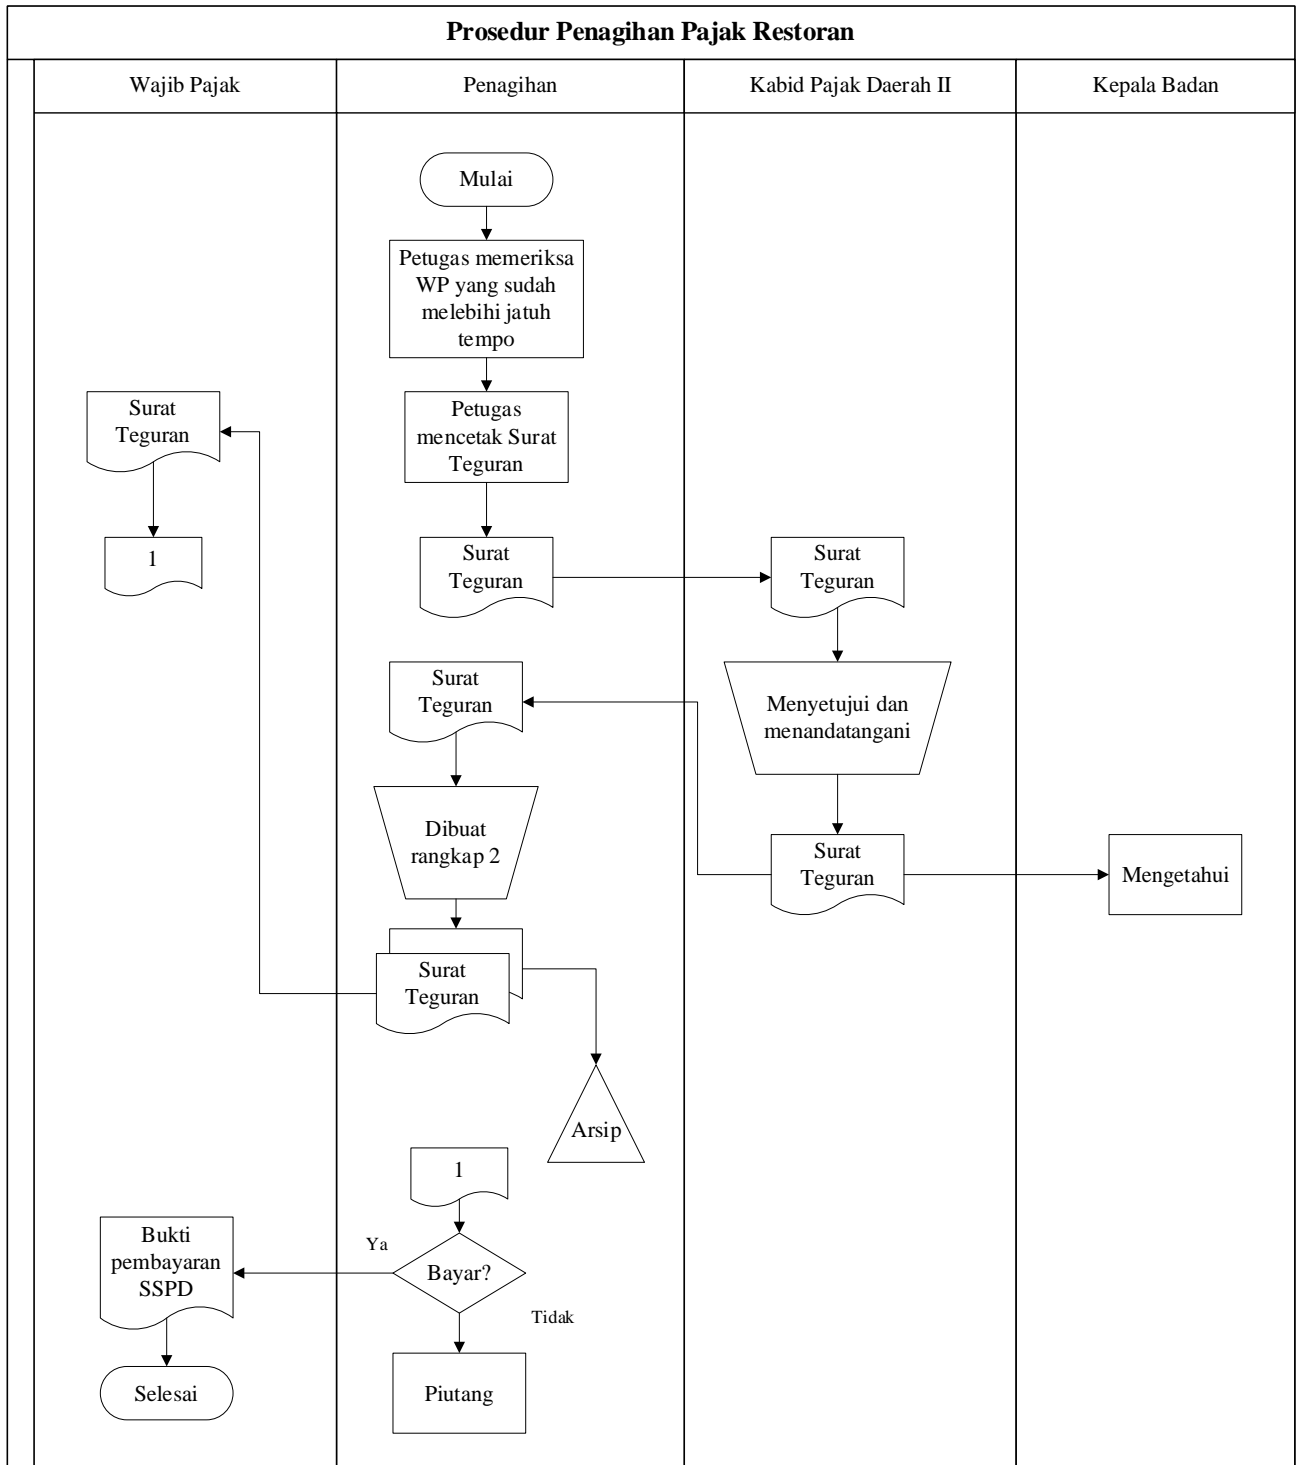 Prosedur Penagihan Pajak Restoran
Wajib Pajak
Penagihan
Kabid Pajak Daerah II
Kepala Badan
Mulai
Petugas memeriksa
WP yang sudah
melebihi jatuh
tempo
Surat
Teguran
Petugas
mencetak Surat
Teguran
1
Surat
Teguran
Surat
Teguran
Surat
Teguran
Menyetujui dan
menandatangani
Dibuat
rangkap 2
Surat
Teguran
Mengetahui
Surat
Teguran
Arsip
1
Bukti
pembayaran
SSPD
Ya
Bayar?
Tidak
Selesai
Piutang